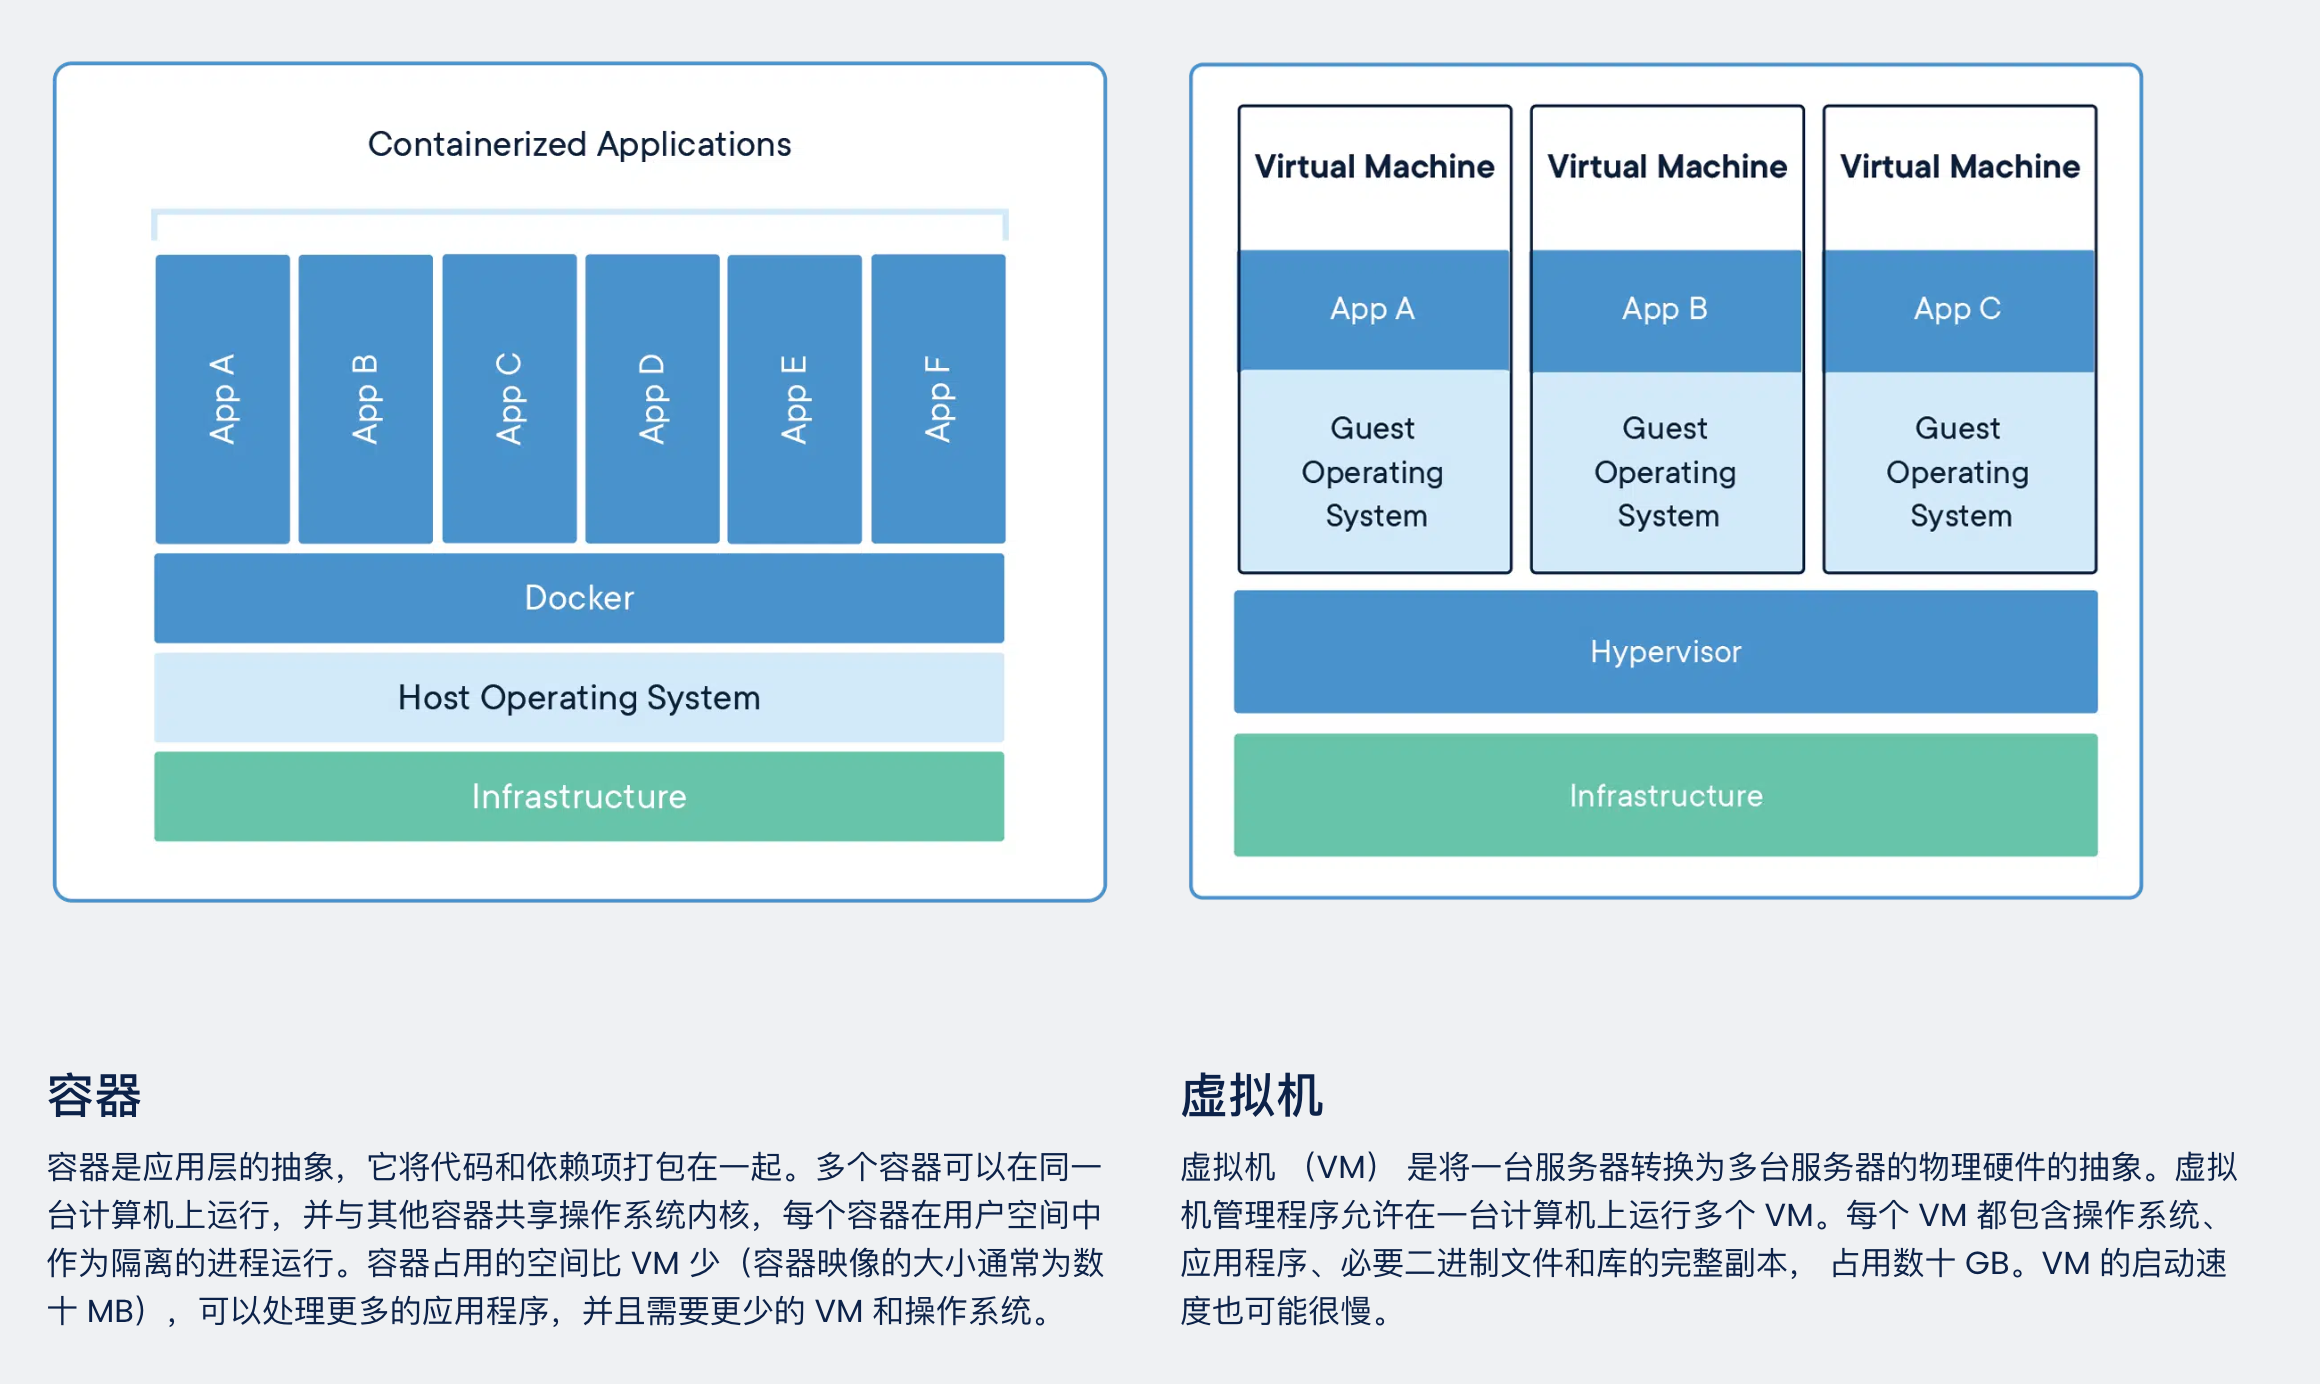 Containerized Applications
App A
App B
App C
App D
App E
App F
Docker
Host Operating System
Infrastructure
Virtual Machine
Virtual Machine
Virtual Machine
App A
App B
App C
Guest
Operating
System
Guest
Operating
System
Guest
Operating
System
Hypervisor
Infrastructure
容器
容器是应用层的抽象，它将代码和依赖项打包在一起。多个容器可以在同一
台计算机上运行，并与其他容器共享操作系统内核，每个容器在用户空间中
作为隔离的进程运行。容器占用的空间比 VM 少（容器映像的大小通常为数
十 MB），可以处理更多的应用程序，并且需要更少的 VM 和操作系统。
虚拟机
虚拟机 （VM） 是将一台服务器转换为多台服务器的物理硬件的抽象。虚拟
机管理程序允许在一台计算机上运行多个 VM。每个 VM 都包含操作系统、
应用程序、必要二进制文件和库的完整副本， 占用数十 GB。VM 的启动速
度也可能很慢。